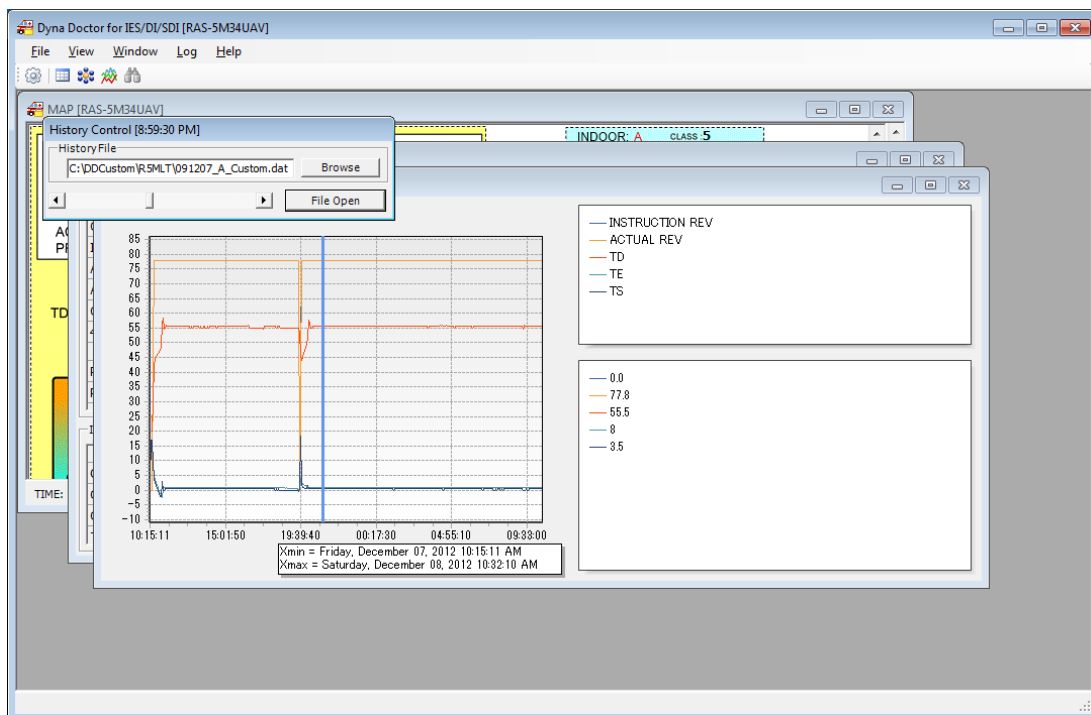 Dyna Doctor for IES/DI/SDI [RAS-5M34UAV]
File View Window Log Help
MAP [RAS-5M34UAV]
History Control [8:59:30 PM]
History File
C:\DDCustom\R5MLT\091207_A_Custom.dat Browse
File Open
INDOOR: A CLASS :5
TD
TIME:
INSTRUCTION REV
ACTUAL REV
TD
TE
TS
0.0
77.8
55.5
8
3.5
85
80
75
70
65
60
55
50
45
40
35
30
25
20
15
10
5
0
-5
-10
10:15:11 15:01:50 19:39:40 00:17:30 04:55:10 09:33:00
Xmin = Friday, December 07, 2012 10:15:11 AM
Xmax = Saturday, December 08, 2012 10:32:10 AM